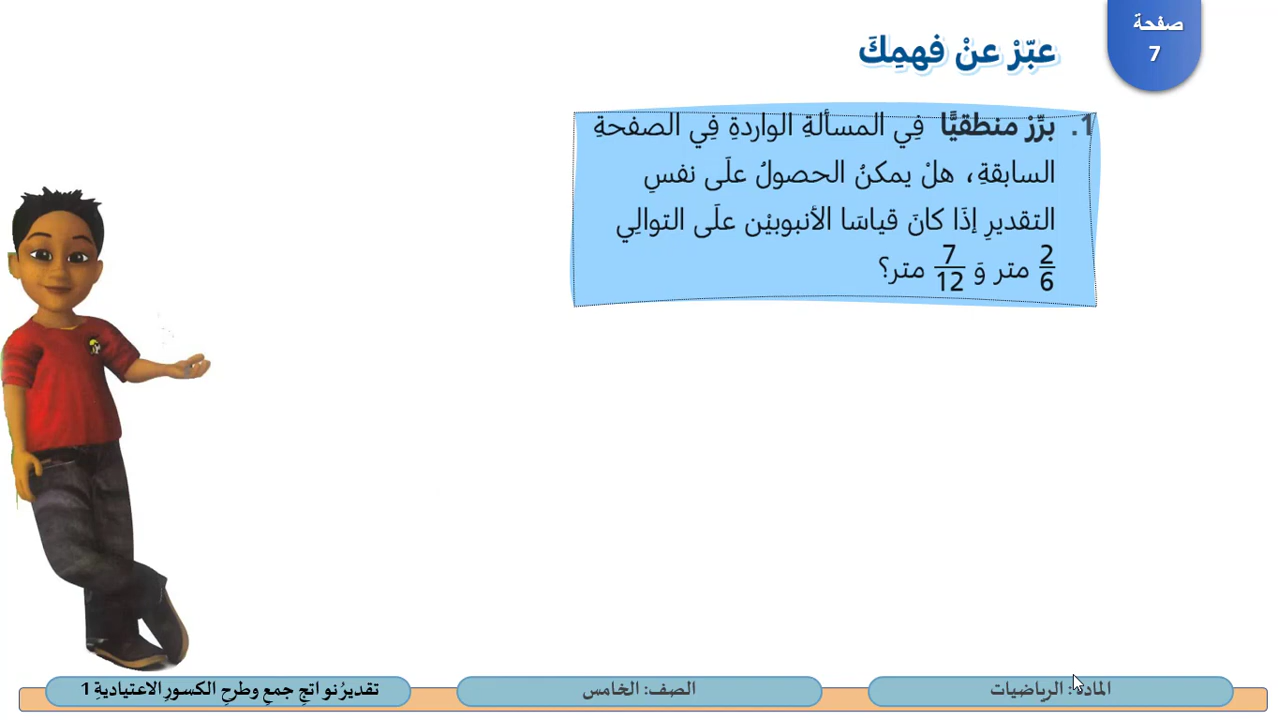 صفحة
7
عبّرْ عنْ فهمِكَ
1. برِّرْ منطقيًّا فِي المسألةِ الواردةِ فِي الصفحةِ
السابقةِ، هلْ يمكنُ الحصولُ علَى نفسِ
التقديرِ إذَا كانَ قياسَا الأنبوبيْن علَى التوالِي
2/6 متر وَ 7/12 متر؟
المادة: الرياضيات
الصف: الخامس
تقديرُ نواتجِ جمعِ وطرحِ الكسورِ الاعتياديةِ 1